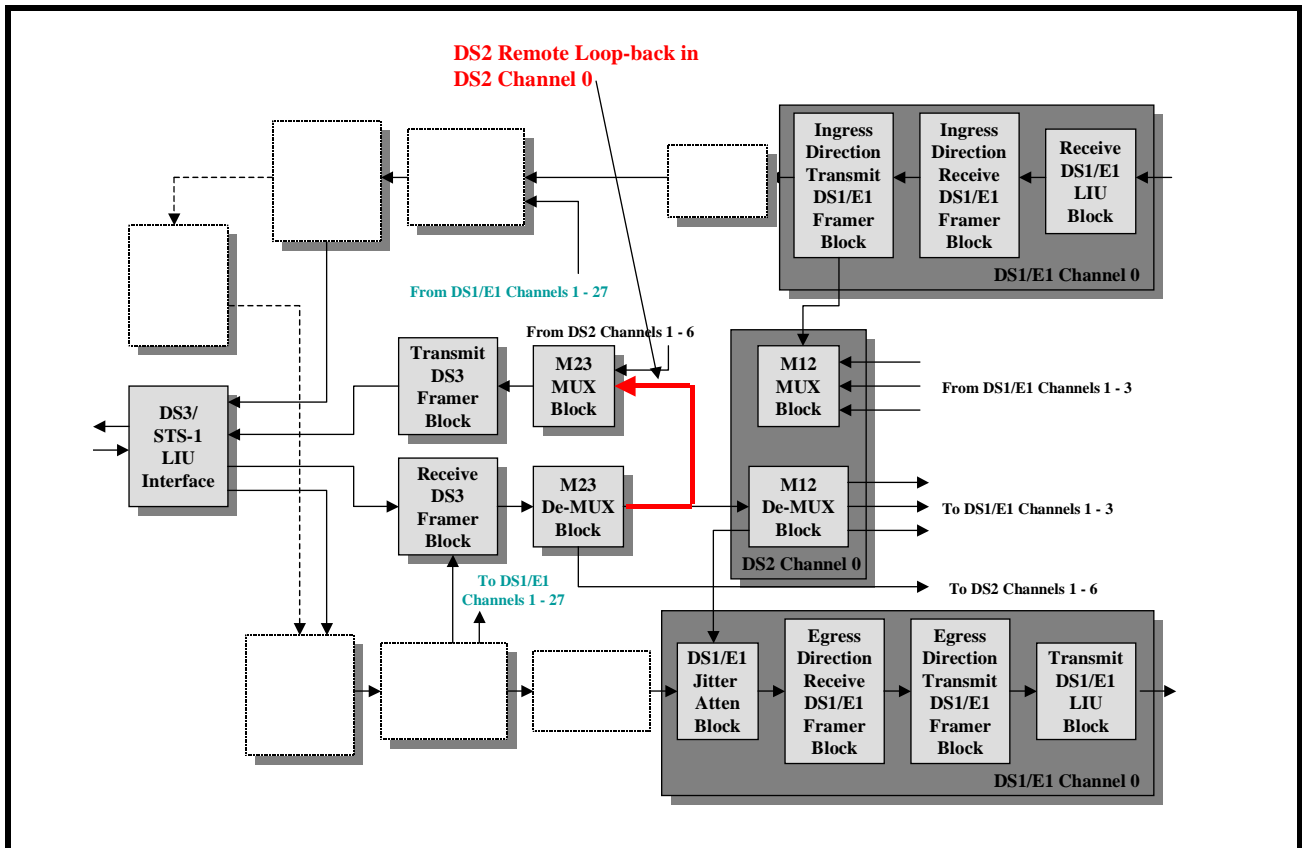 DS2 Remote Loop-back in
DS2 Channel 0
Ingress
Direction
Transmit
DS1/E1
Framer
Block
Ingress
Direction
Receive
DS1/E1
Framer
Block
Receive
DS1/E1
LIU
Block
DS1/E1 Channel 0
From DS1/E1 Channels 1 - 27
From DS2 Channels 1 - 6
Transmit
DS3
Framer
Block
M23
MUX
Block
M12
MUX
Block
From DS1/E1 Channels 1 - 3
DS3/
STS-1
LIU
Interface
Receive
DS3
Framer
Block
M23
De-MUX
Block
M12
De-MUX
Block
To DS1/E1 Channels 1 - 3
DS2 Channel 0
To DS1/E1
Channels 1 - 27
To DS2 Channels 1 - 6
DS1/E1
Jitter
Atten
Block
Egress
Direction
Receive
DS1/E1
Framer
Block
Egress
Direction
Transmit
DS1/E1
Framer
Block
Transmit
DS1/E1
LIU
Block
DS1/E1 Channel 0